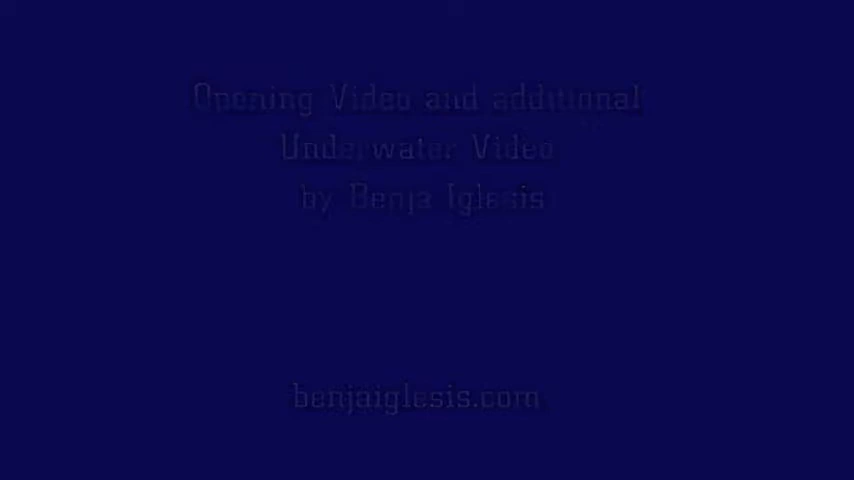 Opening Video and additional
Underwater Video
by Benja Iglesis
benjaiglesis.com